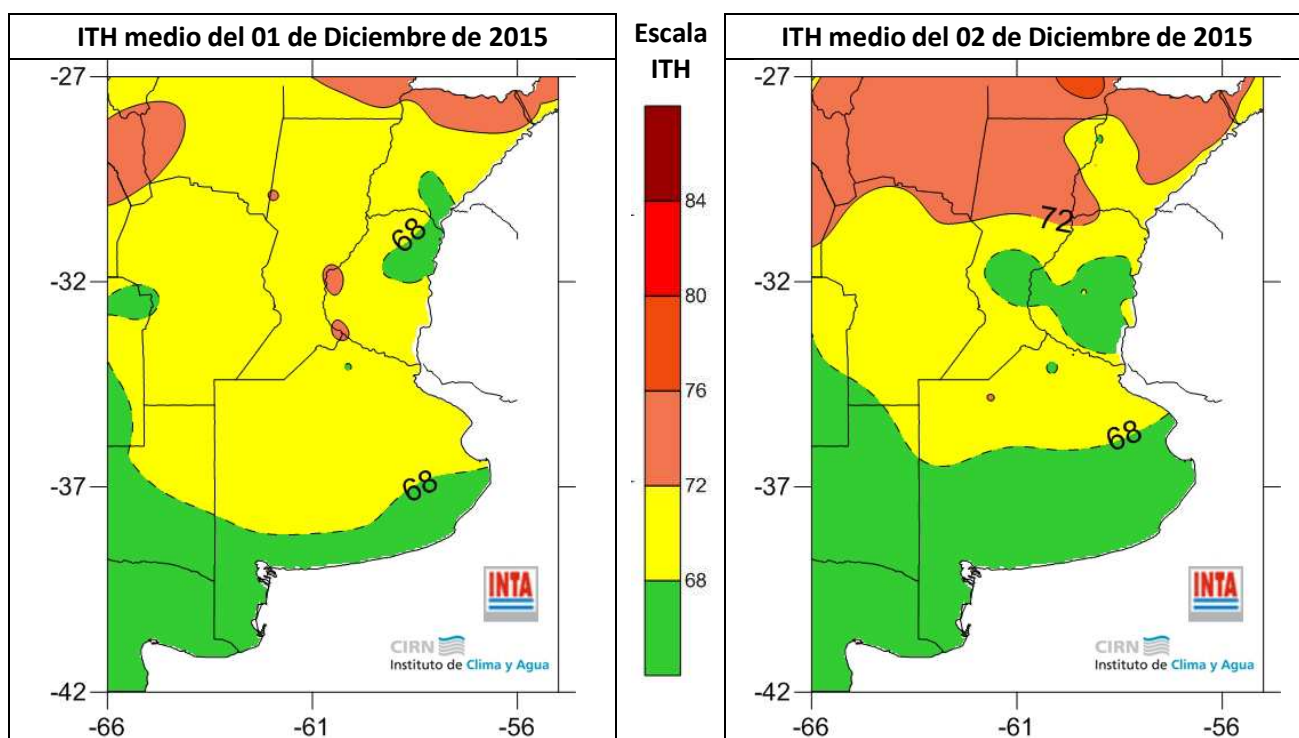 ITH medio del 01 de Diciembre de 2015
Escala
ITH
ITH medio del 02 de Diciembre de 2015
-27
-32
-37
-42
-66
-61
-56
68
68
INTA
CIRN
Instituto de Clima y Agua
84
80
76
72
68
-27
-32
-37
-42
-66
-61
-56
72
68
INTA
CIRN
Instituto de Clima y Agua